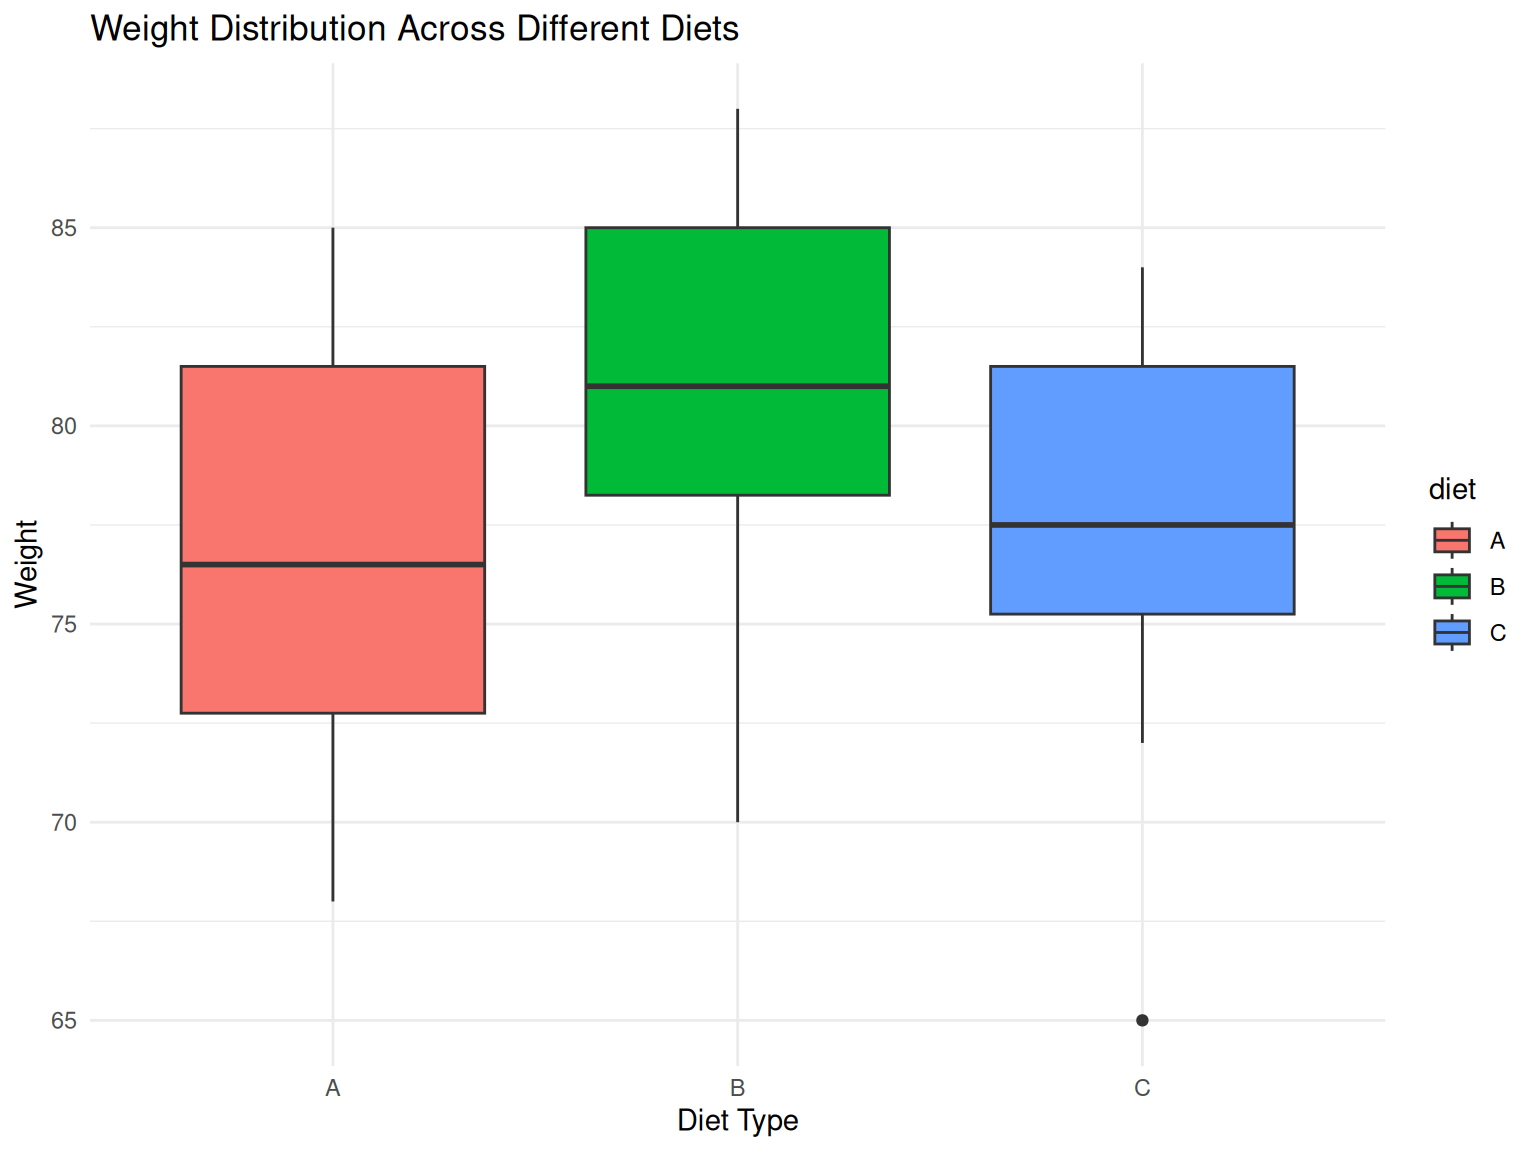 Weight Distribution Across Different Diets
Weight
85
80
75
70
65
A
B
C
Diet Type
diet
A
B
C